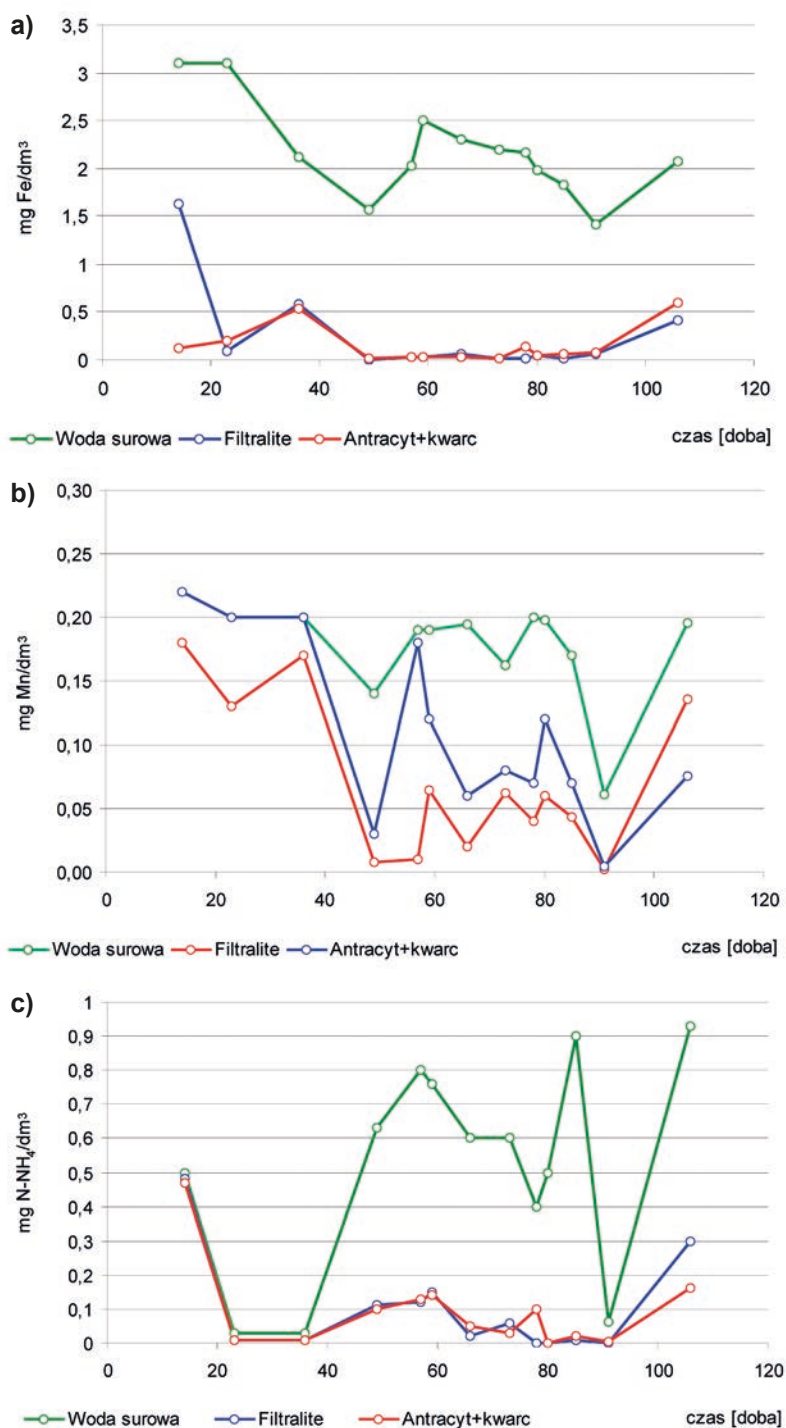 a)
3,5
3
2,5
2
1,5
1
0,5
0
mg Fe/dm³
0 20 40 60 80 100 120
Woda surowa Filtralite Antracyt+kwarc czas [doba]
b)
0,30
0,25
0,20
0,15
0,10
0,05
0,00
mg Mn/dm³
0 20 40 60 80 100 120
Woda surowa Filtralite Antracyt+kwarc czas [doba]
c)
1
0,9
0,8
0,7
0,6
0,5
0,4
0,3
0,2
0,1
0
mg N-NH₄/dm³
0 20 40 60 80 100 120
Woda surowa Filtralite Antracyt+kwarc czas [doba]